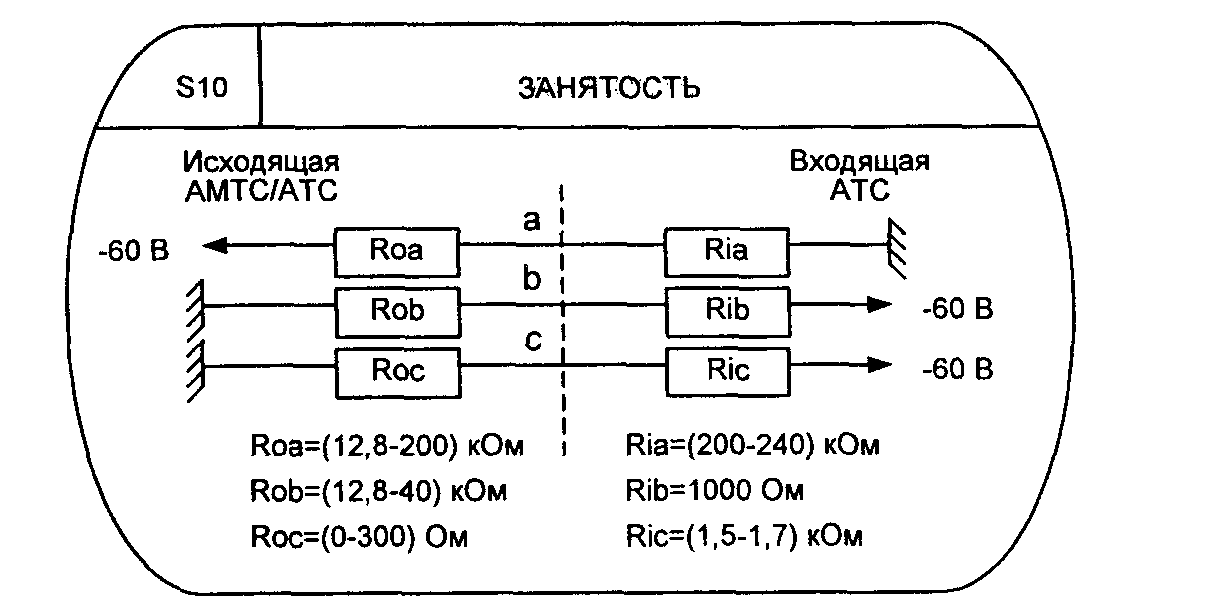 S10
ЗАНЯТОСТЬ
Исходящая
АМТС/АТС
Входящая
АТС
-60 В
Roa
a
Ria
Rob
b
Rib
-60 В
Roc
c
Ric
-60 В
Roa=(12,8-200) кОм
Ria=(200-240) кОм
Rob=(12,8-40) кОм
Rib=1000 Ом
Roc=(0-300) Ом
Ric=(1,5-1,7) кОм